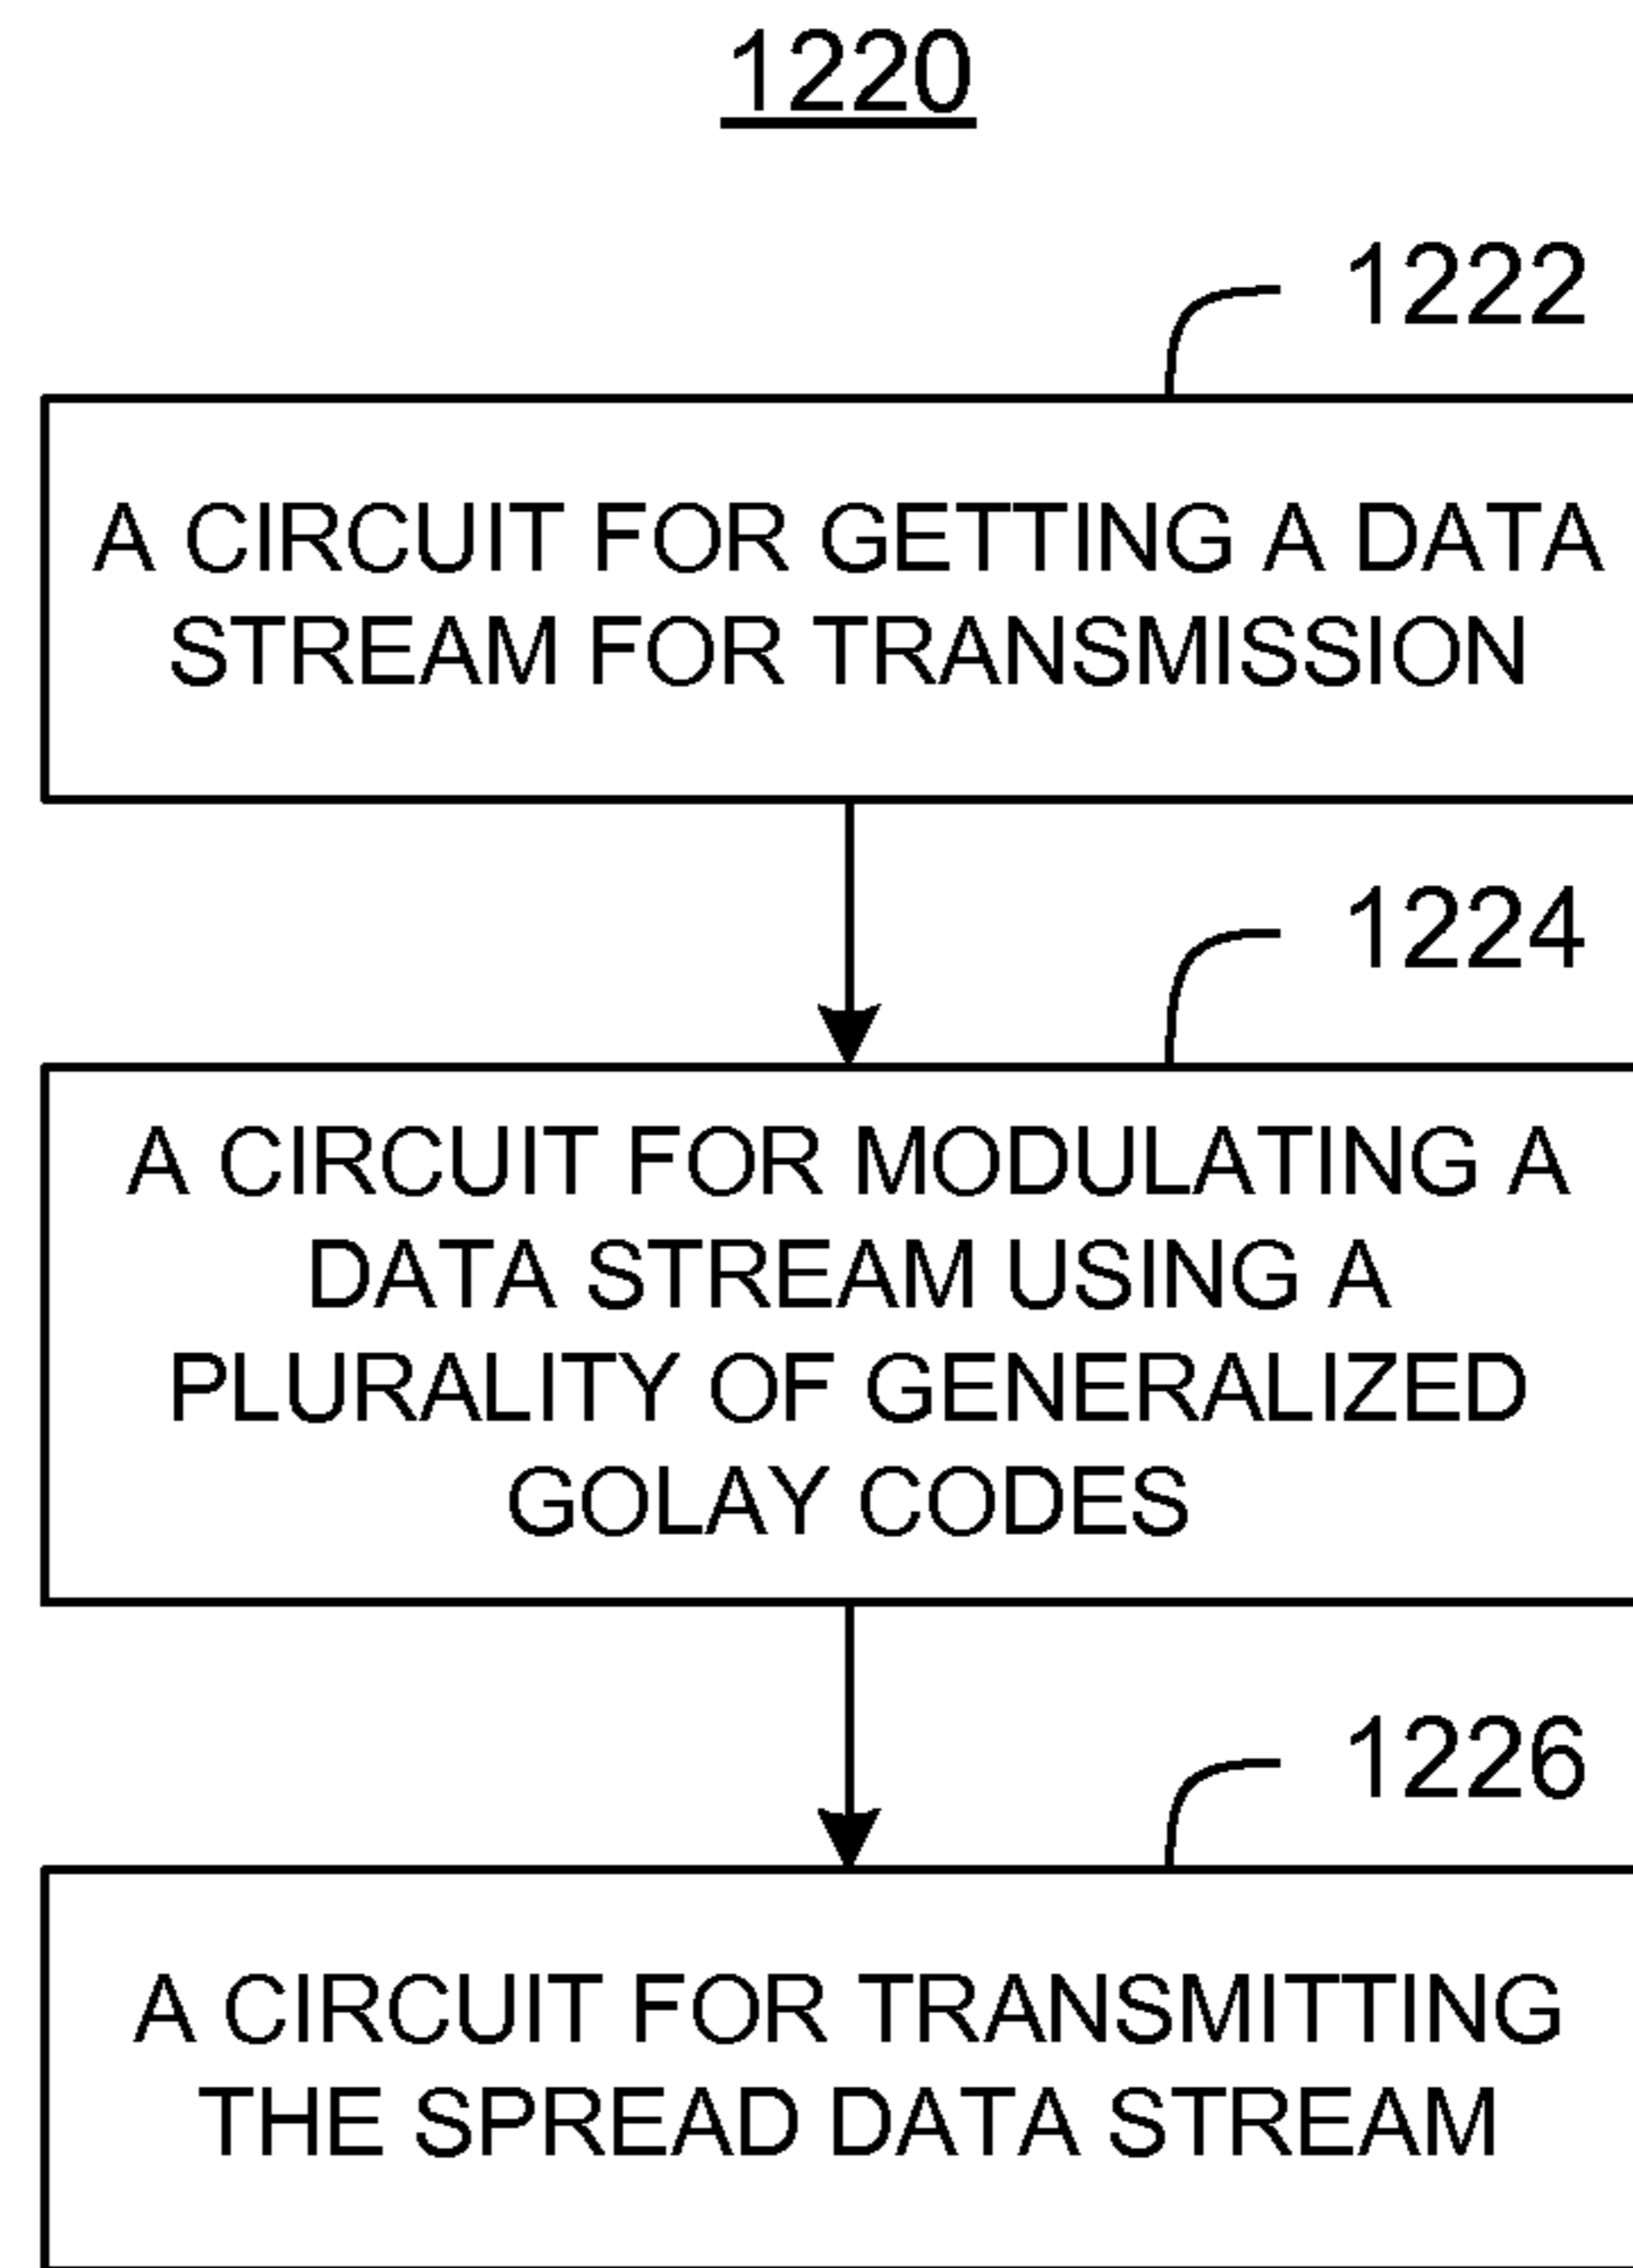 1220
1222
A CIRCUIT FOR GETTING A DATA
STREAM FOR TRANSMISSION
1224
A CIRCUIT FOR MODULATING A
DATA STREAM USING A
PLURALITY OF GENERALIZED
GOLAY CODES
1226
A CIRCUIT FOR TRANSMITTING
THE SPREAD DATA STREAM